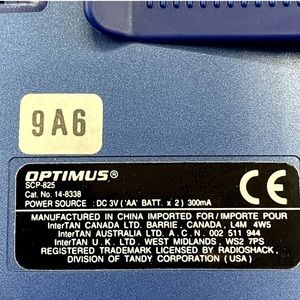 9A6
OPTIMUS®
SCP-825
Cat. No. 14-8338
POWER SOURCE : DC 3V ( 'AA' BATT. x 2 ) 300mA
CE
MANUFACTURED IN CHINA IMPORTED FOR/IMPORTE POUR
InterTAN CANADA LTD. BARRIE, CANADA, L4M 4W5
InterTAN AUSTRALIA LTD. A.C.N. 002 511 944
InterTAN U.K. LTD. WEST MIDLANDS, WS2 7PS
REGISTERED TRADEMARK LICENSED BY RADIOSHACK,
DIVISION OF TANDY CORPORATION (USA)